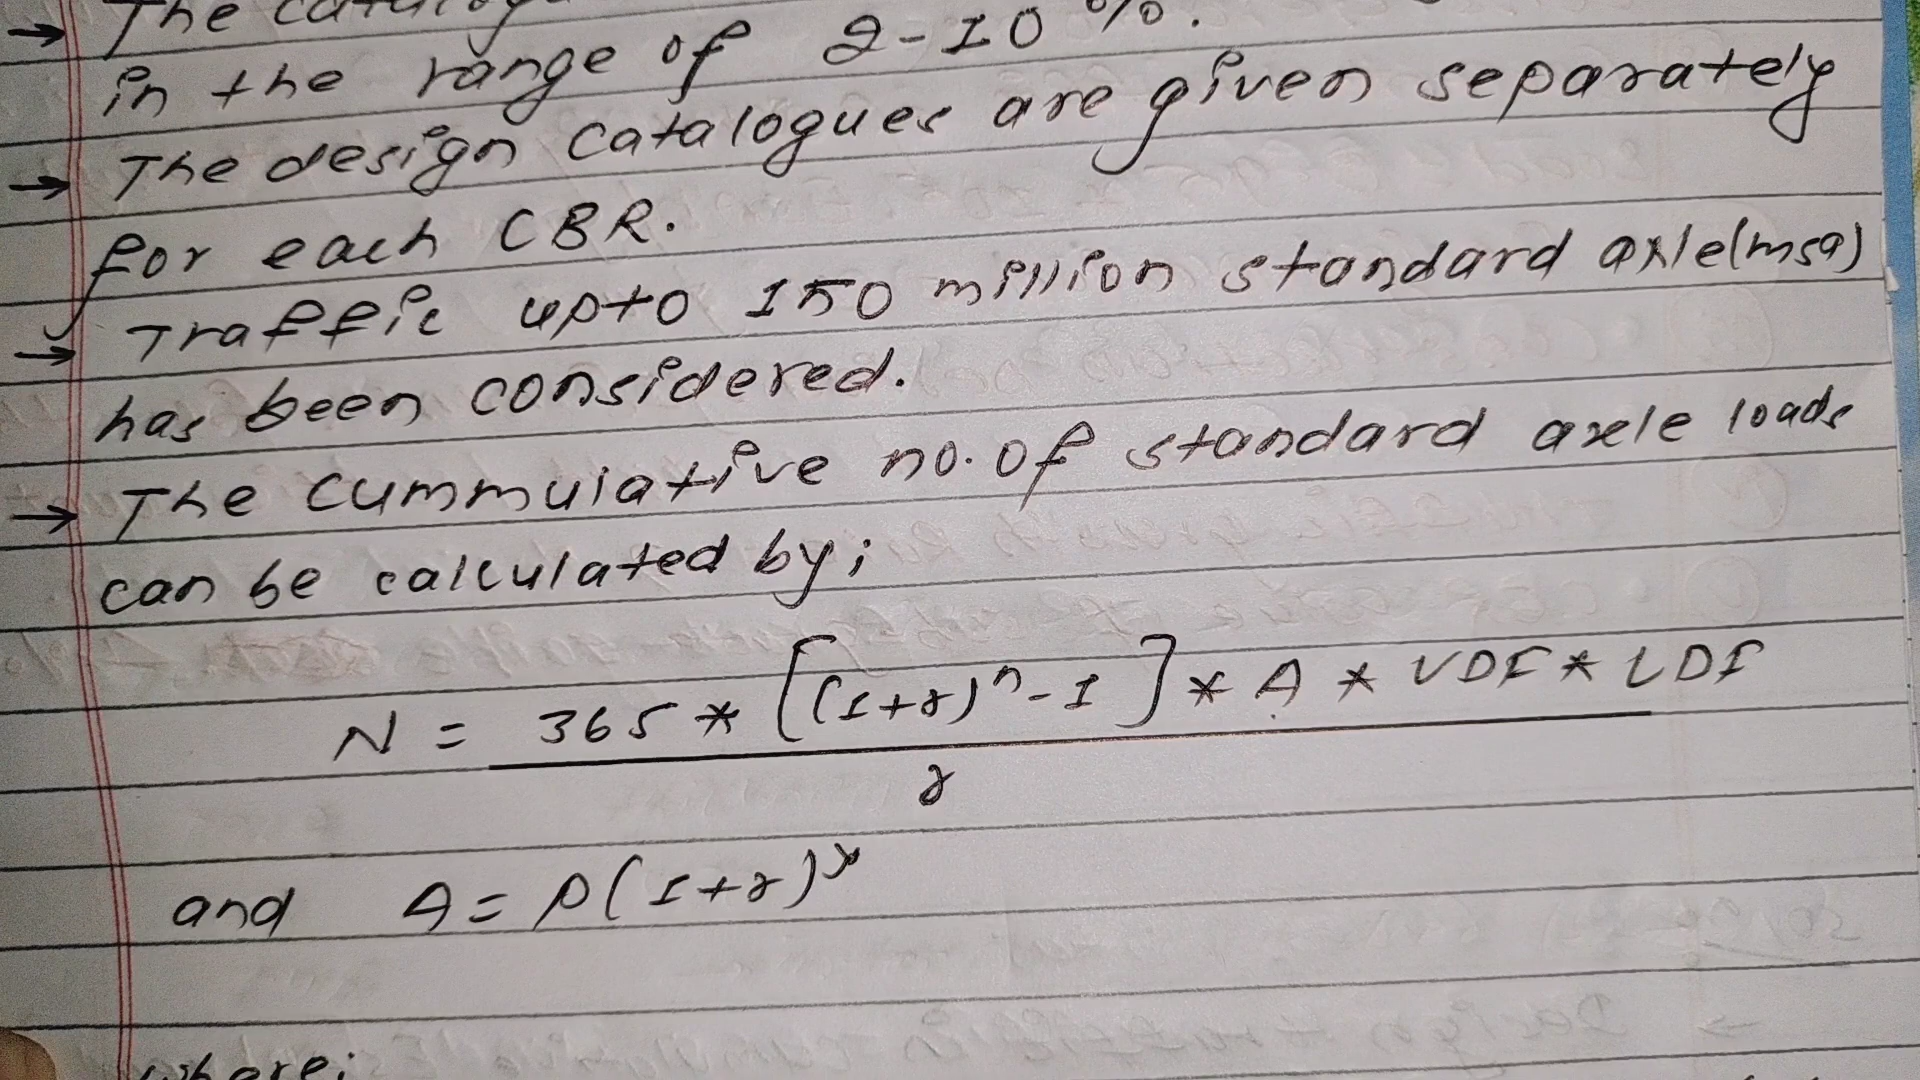 → The
in the range of 2-10%.
→ The design catalogues are given separately
for each CBR.
→ Traffic upto 150 million standard axle(msa)
has been considered.
→ The cummulative no. of standard axle loads
can be calculated by;
N = 365 * [(1+r)^n - 1] * A * VDF * LDF
r
and A = P(1+r)^x
where;